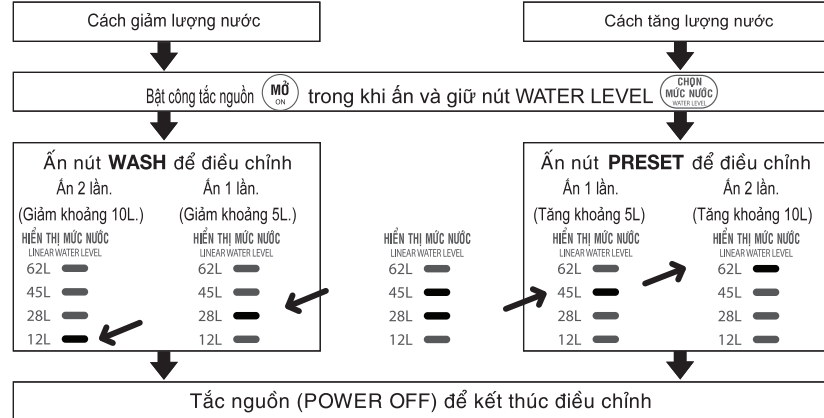 Cách giảm lượng nước
Cách tăng lượng nước
Bật công tắc nguồn MỞ ON trong khi ấn và giữ nút WATER LEVEL CHỌN MỨC NƯỚC WATER LEVEL
Ấn nút WASH để điều chỉnh
Ấn 2 lần. Ấn 1 lần.
(Giảm khoảng 10L.) (Giảm khoảng 5L.)
HIỂN THỊ MỨC NƯỚC HIỂN THỊ MỨC NƯỚC
LINEAR WATER LEVEL LINEAR WATER LEVEL
62L 62L
45L 45L
28L 28L
12L 12L
HIỂN THỊ MỨC NƯỚC
LINEAR WATER LEVEL
62L
45L
28L
12L
Ấn nút PRESET để điều chỉnh
Ấn 1 lần. Ấn 2 lần.
(Tăng khoảng 5L) (Tăng khoảng 10L)
HIỂN THỊ MỨC NƯỚC HIỂN THỊ MỨC NƯỚC
LINEAR WATER LEVEL LINEAR WATER LEVEL
62L 62L
45L 45L
28L 28L
12L 12L
Tắc nguồn (POWER OFF) để kết thúc điều chỉnh